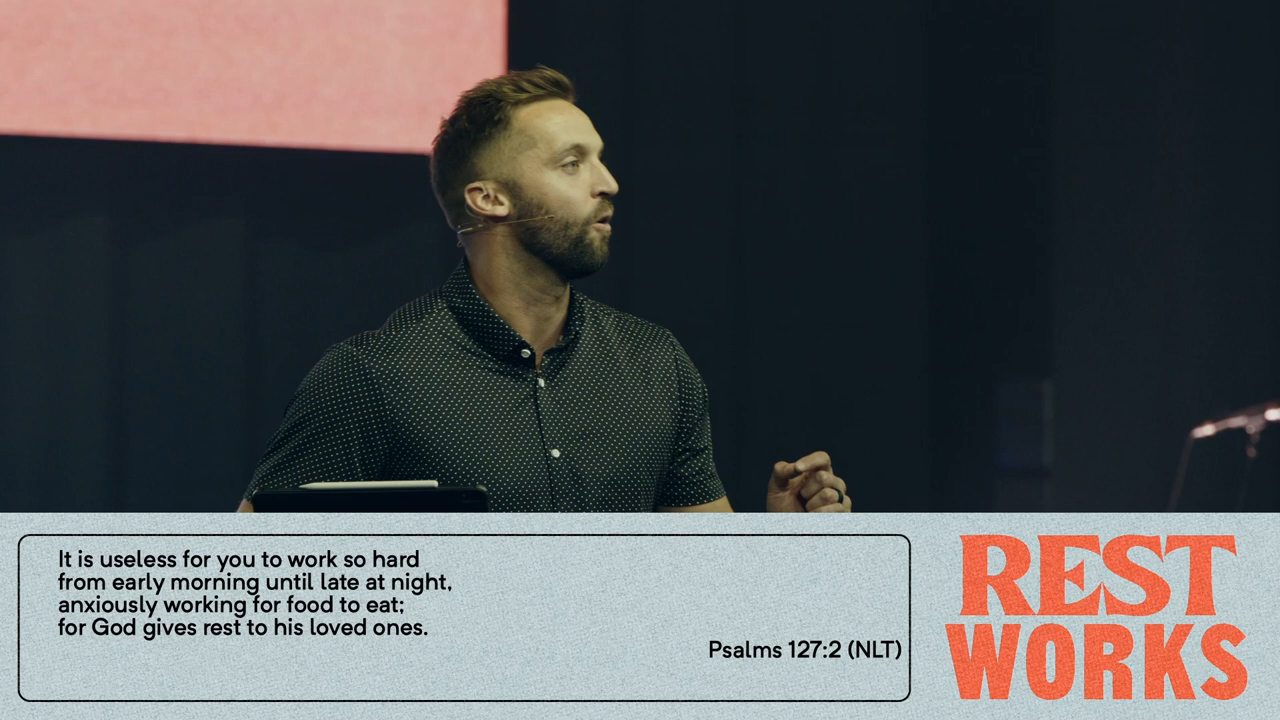 It is useless for you to work so hard
from early morning until late at night,
anxiously working for food to eat;
for God gives rest to his loved ones.
Psalms 127:2 (NLT)
REST
WORKS